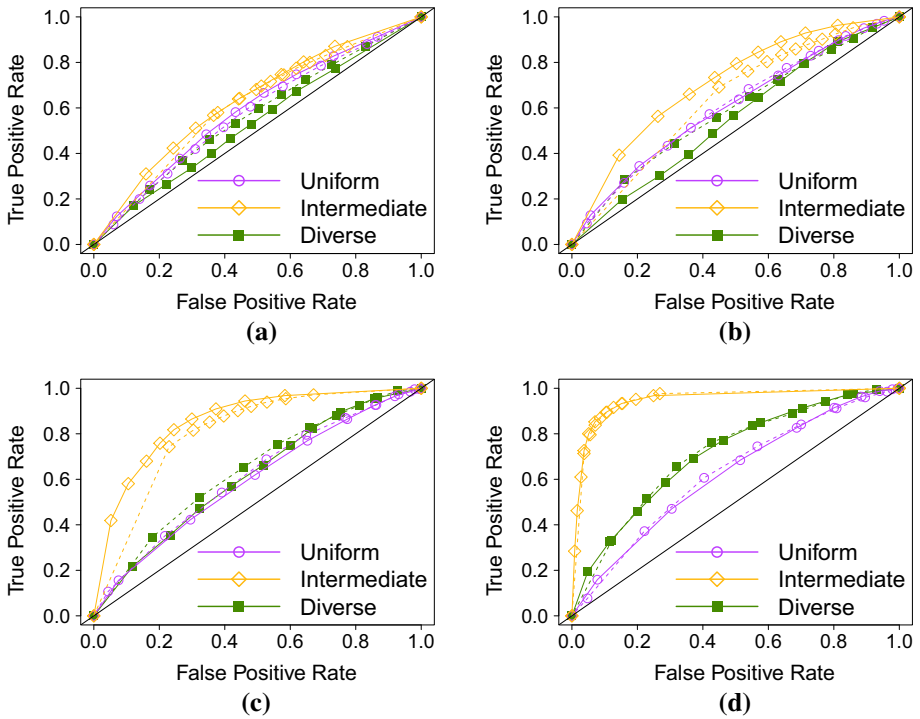 True Positive Rate
1.0
0.8
0.6
0.4
0.2
0.0
Uniform
Intermediate
Diverse
0.0 0.2 0.4 0.6 0.8 1.0
False Positive Rate
(a)
True Positive Rate
1.0
0.8
0.6
0.4
0.2
0.0
Uniform
Intermediate
Diverse
0.0 0.2 0.4 0.6 0.8 1.0
False Positive Rate
(b)
True Positive Rate
1.0
0.8
0.6
0.4
0.2
0.0
Uniform
Intermediate
Diverse
0.0 0.2 0.4 0.6 0.8 1.0
False Positive Rate
(c)
True Positive Rate
1.0
0.8
0.6
0.4
0.2
0.0
Uniform
Intermediate
Diverse
0.0 0.2 0.4 0.6 0.8 1.0
False Positive Rate
(d)